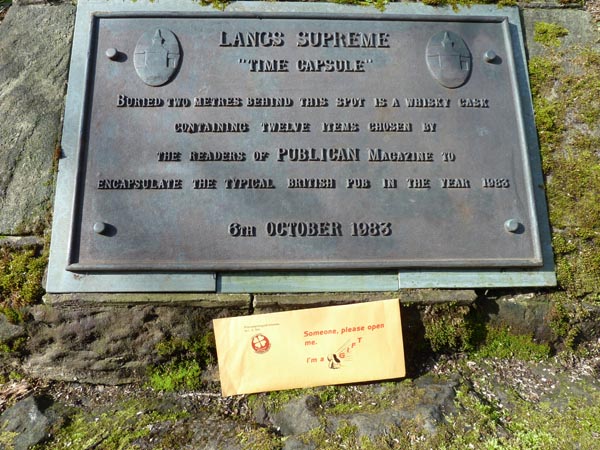 LANGS SUPREME
"TIME CAPSULE"
BURIED TWO METRES BEHIND THIS SPOT IS A WHISKY CASK
CONTAINING TWELVE ITEMS CHOSEN BY
THE READERS OF PUBLICAN MAGAZINE TO
ENCAPSULATE THE TYPICAL BRITISH PUB IN THE YEAR 1983
6TH OCTOBER 1983
Someone, please open
me.
I'm a GIFT